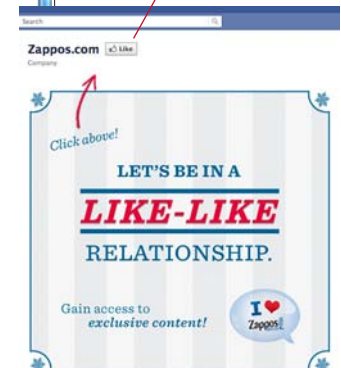 Search
Zappos.com Like
Company
Click above!
LET'S BE IN A
LIKE-LIKE
RELATIONSHIP.
Gain access to
exclusive content!
I
Zappos!